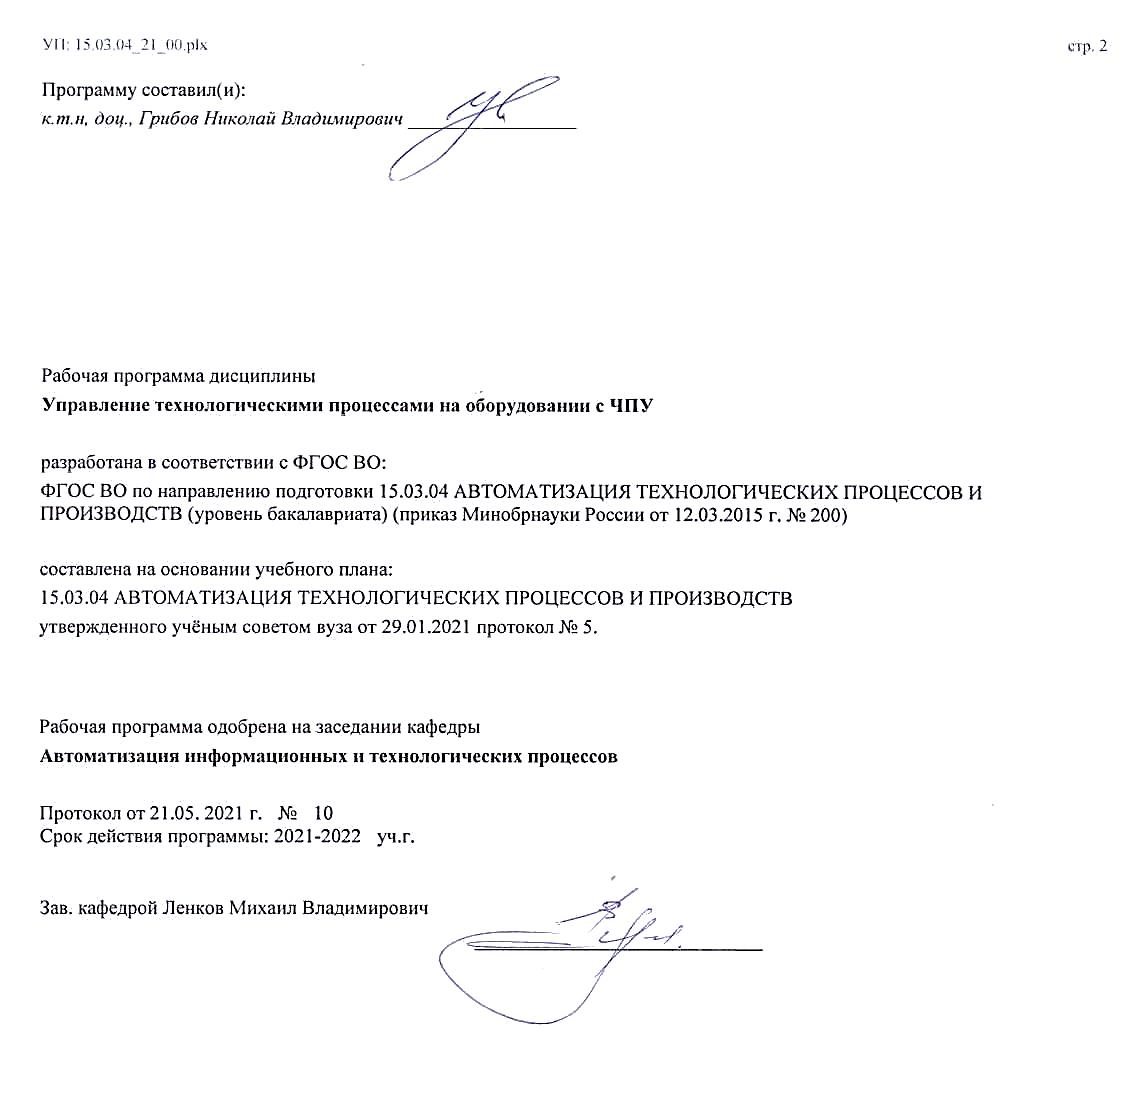 УП: 15.03.04_21_00.plx
стр. 2
Программу составил(и):
к.т.н, доц., Грибов Николай Владимирович
Рабочая программа дисциплины
Управление технологическими процессами на оборудовании с ЧПУ
разработана в соответствии с ФГОС ВО:
ФГОС ВО по направлению подготовки 15.03.04 АВТОМАТИЗАЦИЯ ТЕХНОЛОГИЧЕСКИХ ПРОЦЕССОВ И
ПРОИЗВОДСТВ (уровень бакалавриата) (приказ Минобрнауки России от 12.03.2015 г. № 200)
составлена на основании учебного плана:
15.03.04 АВТОМАТИЗАЦИЯ ТЕХНОЛОГИЧЕСКИХ ПРОЦЕССОВ И ПРОИЗВОДСТВ
утвержденного учёным советом вуза от 29.01.2021 протокол № 5.
Рабочая программа одобрена на заседании кафедры
Автоматизация информационных и технологических процессов
Протокол от 21.05. 2021 г. № 10
Срок действия программы: 2021-2022 уч.г.
Зав. кафедрой Ленков Михаил Владимирович